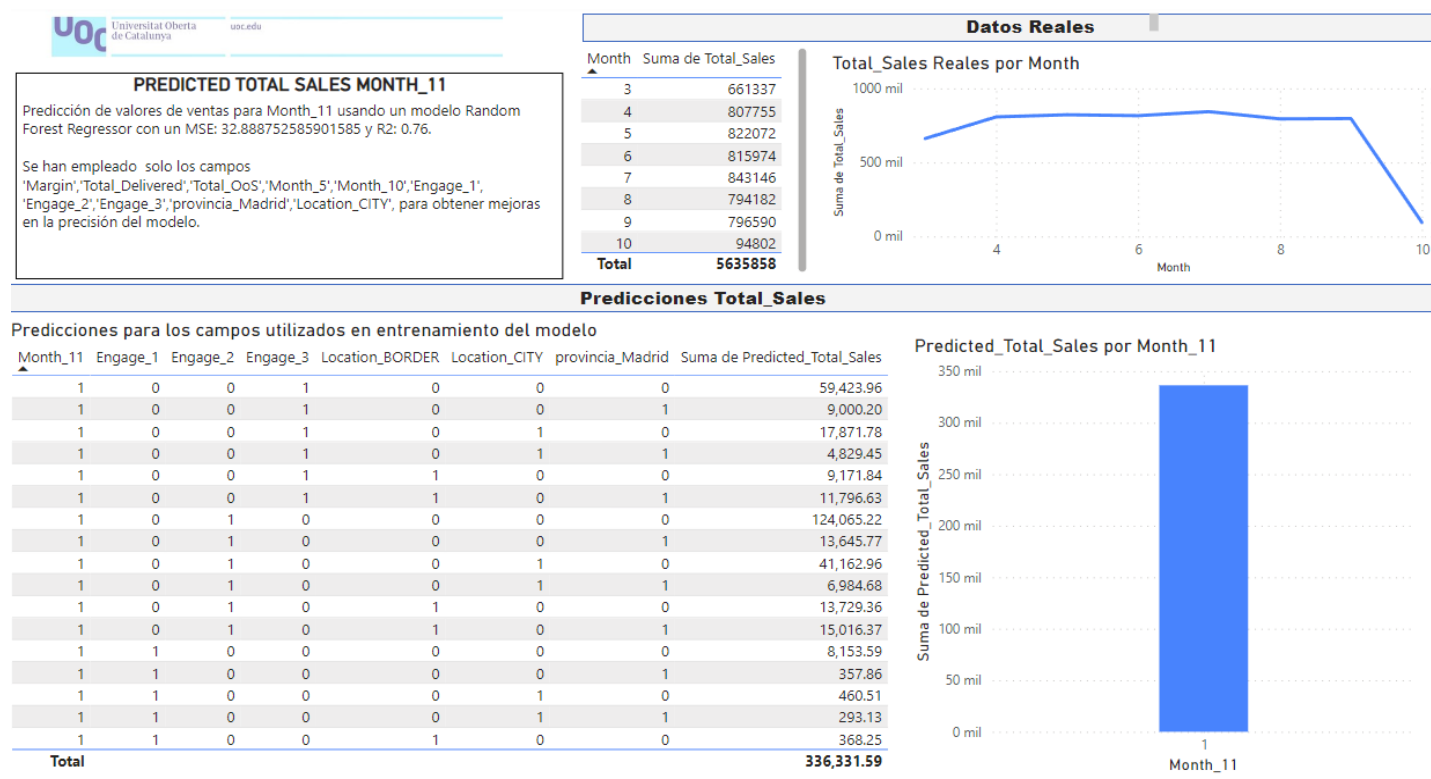 UOC Universitat Oberta de Catalunya uoc.edu
PREDICTED TOTAL SALES MONTH_11
Predicción de valores de ventas para Month_11 usando un modelo Random
Forest Regressor con un MSE: 32.888752585901585 y R2: 0.76.
Se han empleado solo los campos
'Margin','Total_Delivered','Total_OoS','Month_5','Month_10','Engage_1',
'Engage_2','Engage_3','provincia_Madrid','Location_CITY', para obtener mejoras
en la precisión del modelo.
Datos Reales
Month Suma de Total_Sales
3 661337
4 807755
5 822072
6 815974
7 843146
8 794182
9 796590
10 94802
Total 5635858
Total_Sales Reales por Month
Suma de Total_Sales
1000 mil
500 mil
0 mil
4 6 8 10
Month
Predicciones Total_Sales
Predicciones para los campos utilizados en entrenamiento del modelo
Month_11 Engage_1 Engage_2 Engage_3 Location_BORDER Location_CITY provincia_Madrid Suma de Predicted_Total_Sales
1 0 0 1 0 0 0 59,423.96
1 0 0 1 0 0 1 9,000.20
1 0 0 1 0 1 0 17,871.78
1 0 0 1 0 1 1 4,829.45
1 0 0 1 1 0 0 9,171.84
1 0 0 1 1 0 1 11,796.63
1 0 1 0 0 0 0 124,065.22
1 0 1 0 0 0 1 13,645.77
1 0 1 0 0 1 0 41,162.96
1 0 1 0 0 1 1 6,984.68
1 0 1 0 1 0 0 13,729.36
1 0 1 0 1 0 1 15,016.37
1 1 0 0 0 0 0 8,153.59
1 1 0 0 0 0 1 357.86
1 1 0 0 0 1 0 460.51
1 1 0 0 0 1 1 293.13
1 1 0 0 1 0 0 368.25
Total 336,331.59
Predicted_Total_Sales por Month_11
Suma de Predicted_Total_Sales
350 mil
300 mil
250 mil
200 mil
150 mil
100 mil
50 mil
0 mil
1
Month_11